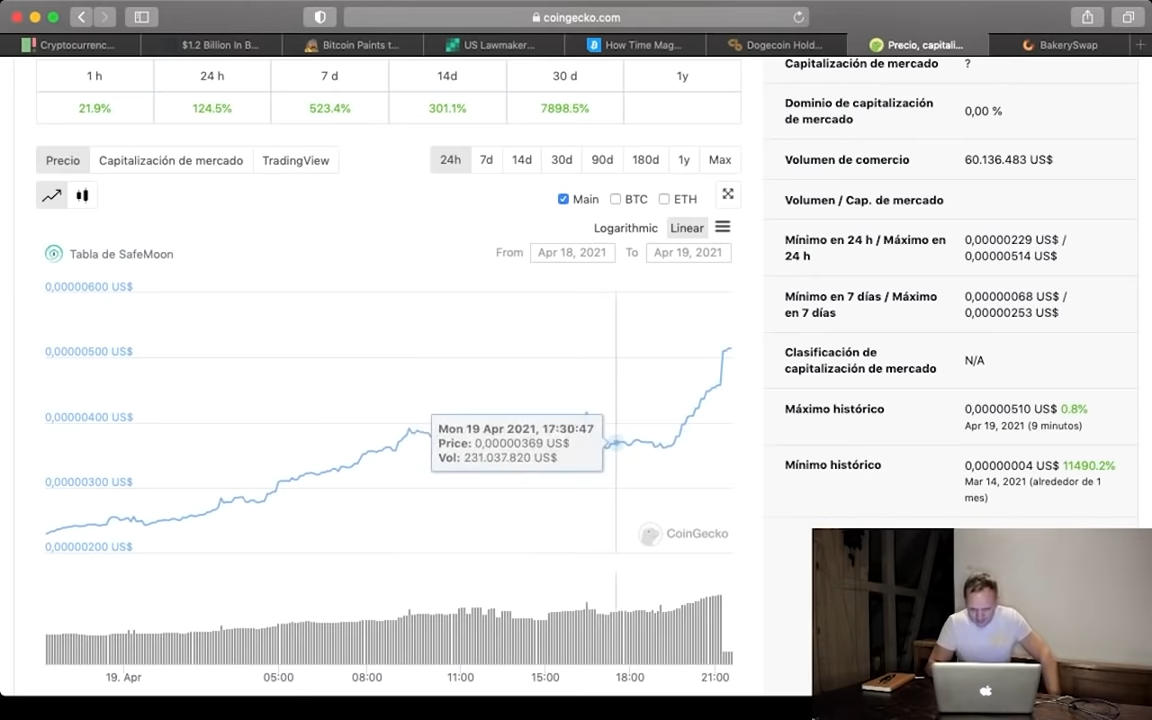 coingecko.com
Cryptocurrenc...
$1.2 Billion In B...
Bitcoin Paints t...
US Lawmaker...
How Time Mag...
Dogecoin Hold...
Precio, capitali...
BakerySwap
1 h 24 h 7 d 14d 30 d 1y
21.9% 124.5% 523.4% 301.1% 7898.5%
Precio Capitalización de mercado TradingView
24h 7d 14d 30d 90d 180d 1y Max
Main BTC ETH
Logarithmic Linear
Tabla de SafeMoon
From Apr 18, 2021 To Apr 19, 2021
0,00000600 US$
0,00000500 US$
0,00000400 US$
0,00000300 US$
0,00000200 US$
Mon 19 Apr 2021, 17:30:47
Price: 0,00000369 US$
Vol: 231.037.820 US$
CoinGecko
19. Apr 05:00 08:00 11:00 15:00 18:00 21:00
Capitalización de mercado ?
Dominio de capitalización
de mercado
0,00 %
Volumen de comercio 60.136.483 US$
Volumen / Cap. de mercado
Mínimo en 24 h / Máximo en
24 h
0,00000229 US$ /
0,00000514 US$
Mínimo en 7 días / Máximo
en 7 días
0,00000068 US$ /
0,00000253 US$
Clasificación de
capitalización de mercado
N/A
Máximo histórico 0,00000510 US$ 0.8%
Apr 19, 2021 (9 minutos)
Mínimo histórico 0,00000004 US$ 11490.2%
Mar 14, 2021 (alrededor de 1
mes)